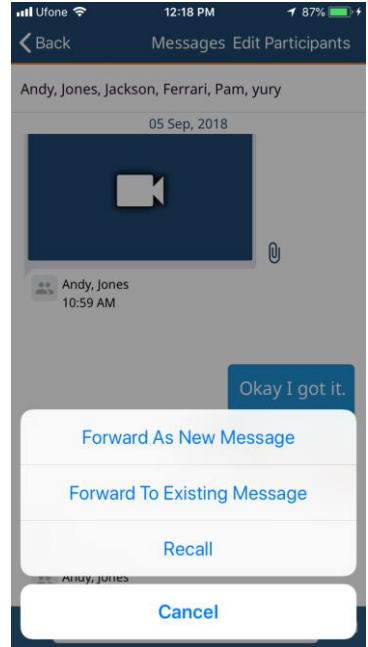 Ufone 12:18 PM 87%
Back Messages Edit Participants
Andy, Jones, Jackson, Ferrari, Pam, yury
05 Sep, 2018
Andy, Jones
10:59 AM
Okay I got it.
Forward As New Message
Forward To Existing Message
Recall
Andy, Jones
Cancel